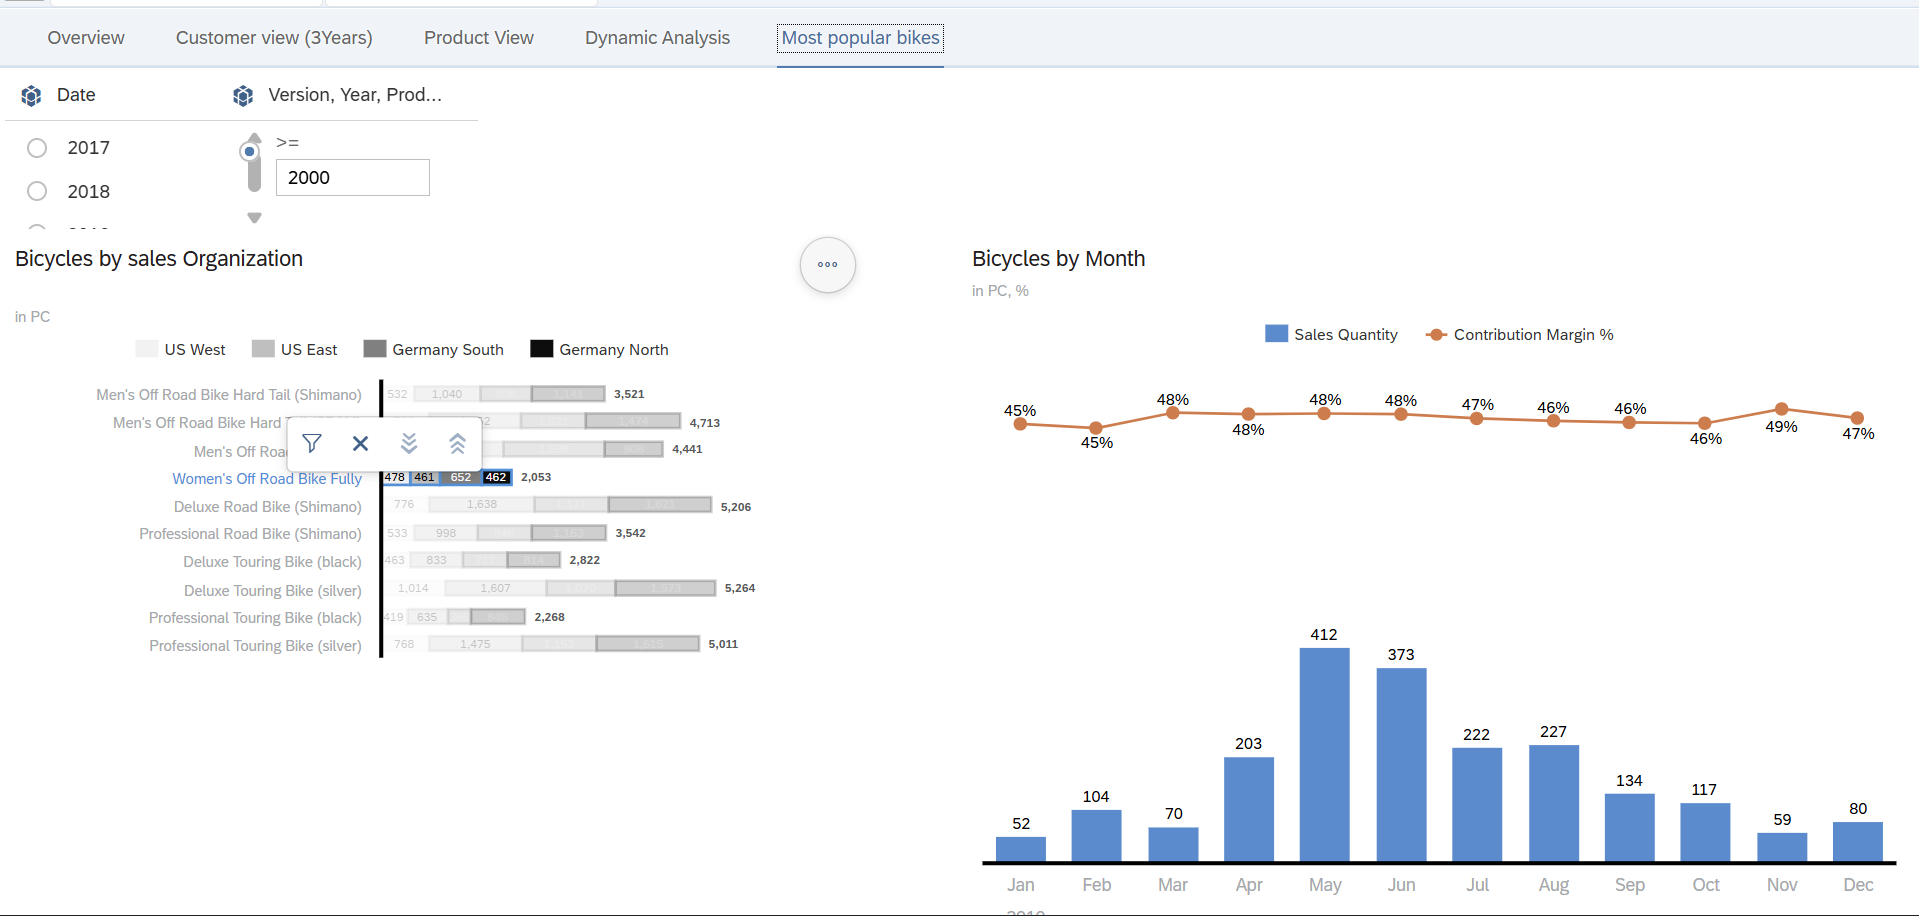 Overview Customer view (3Years) Product View Dynamic Analysis Most popular bikes
Date
Version, Year, Prod...
2017
2018
>=
2000
Bicycles by sales Organization
in PC
US West US East Germany South Germany North
Men's Off Road Bike Hard Tail (Shimano) 532 1,040 3,521
Men's Off Road Bike Hard 4,713
Men's Off Roa 4,441
Women's Off Road Bike Fully 478 461 652 462 2,053
Deluxe Road Bike (Shimano) 776 1,638 5,206
Professional Road Bike (Shimano) 533 998 3,542
Deluxe Touring Bike (black) 463 833 2,822
Deluxe Touring Bike (silver) 1,014 1,607 5,264
Professional Touring Bike (black) 419 635 2,268
Professional Touring Bike (silver) 768 1,475 5,011
Bicycles by Month
in PC, %
Sales Quantity Contribution Margin %
45% 45% 48% 48% 48% 48% 47% 46% 46% 46% 49% 47%
52 104 70 203 412 373 222 227 134 117 59 80
Jan Feb Mar Apr May Jun Jul Aug Sep Oct Nov Dec